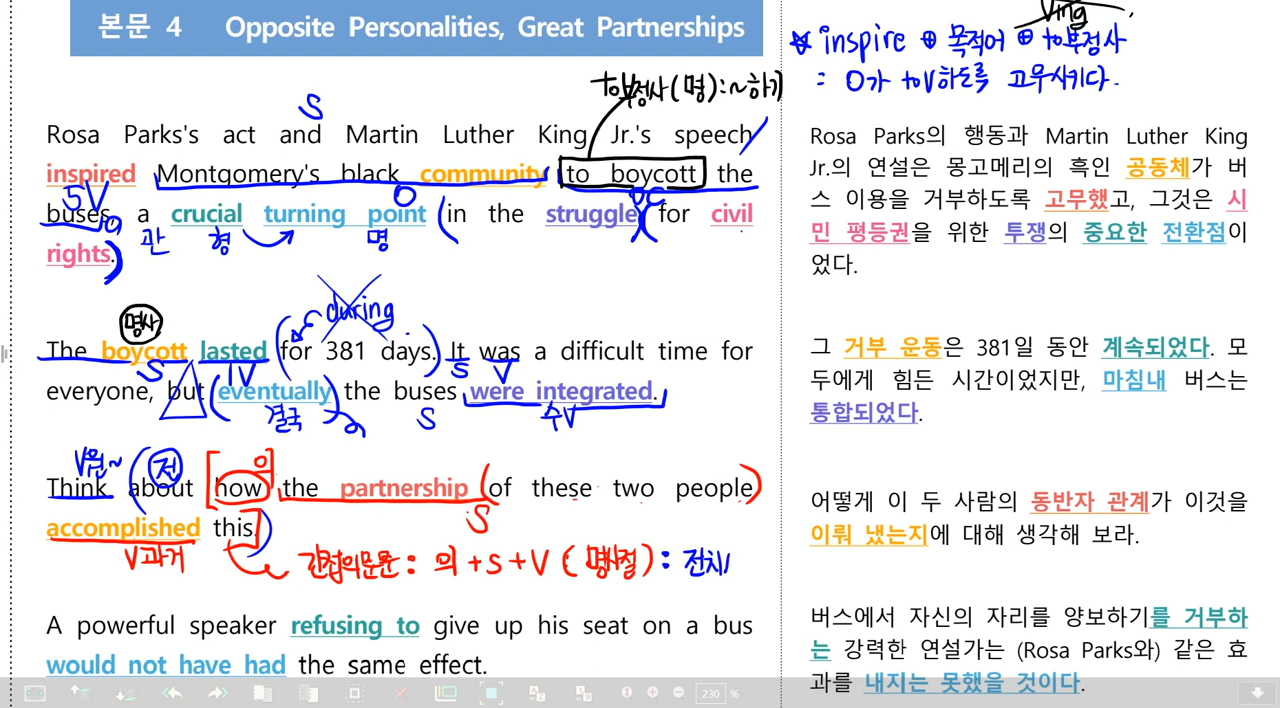 본문 4 Opposite Personalities, Great Partnerships
Ving
☆ inspire ⊕ 목적어 ⊕ to부정사
= O가 toV하도록 고무시키다.
to부정사(명):~하기
S
Rosa Parks's act and Martin Luther King Jr.'s speech
inspired Montgomery's black community to boycott the
5V O OC
buses, a crucial turning point (in the struggle)(for civil
관 형 명
rights.)
during
명사
The boycott lasted (for 381 days.) It was a difficult time for
S 1V S V
everyone, but (eventually) the buses were integrated.
결국 S 수V
V원~ 전
Think about [how] the partnership (of these two people)
S
accomplished this.
V과거 간접의문문: 의+S+V (명사절): 전치
A powerful speaker refusing to give up his seat on a bus
would not have had the same effect.
Rosa Parks의 행동과 Martin Luther King
Jr.의 연설은 몽고메리의 흑인 공동체가 버
스 이용을 거부하도록 고무했고, 그것은 시
민 평등권을 위한 투쟁의 중요한 전환점이
었다.
그 거부 운동은 381일 동안 계속되었다. 모
두에게 힘든 시간이었지만, 마침내 버스는
통합되었다.
어떻게 이 두 사람의 동반자 관계가 이것을
이뤄 냈는지에 대해 생각해 보라.
버스에서 자신의 자리를 양보하기를 거부하
는 강력한 연설가는 (Rosa Parks와) 같은 효
과를 내지는 못했을 것이다.
230 %